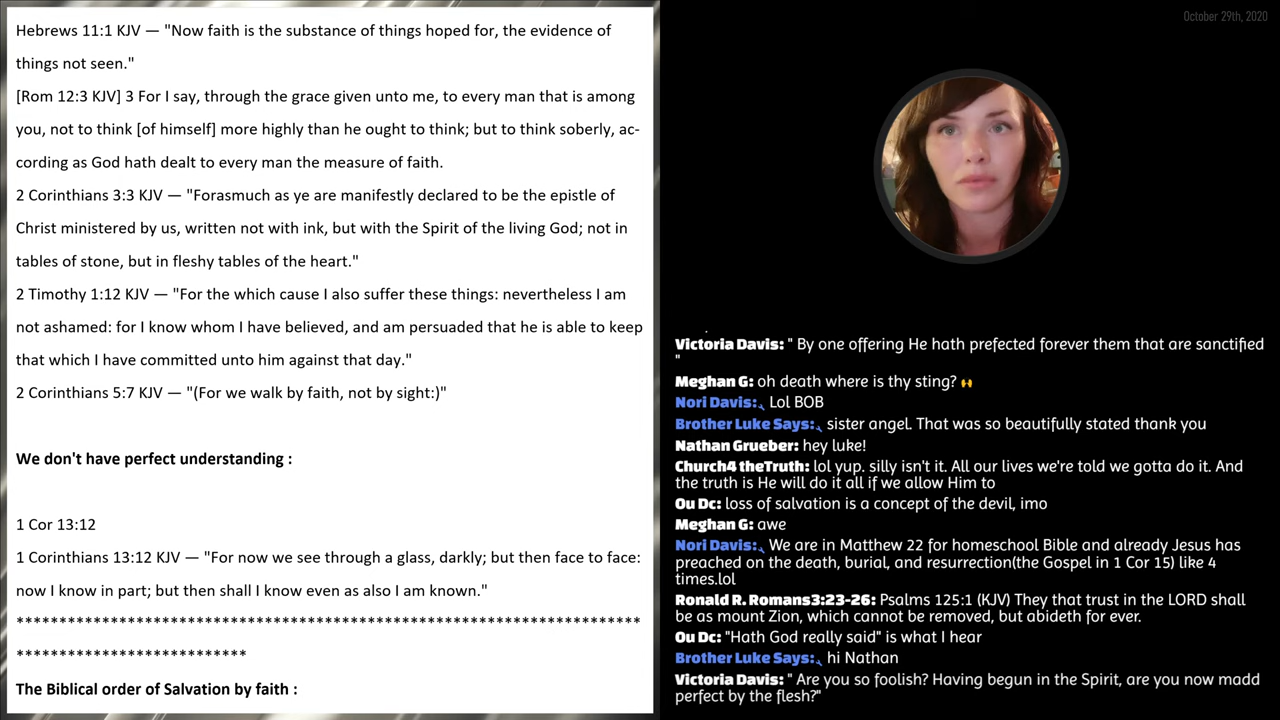 Hebrews 11:1 KJV — "Now faith is the substance of things hoped for, the evidence of
things not seen."
[Rom 12:3 KJV] 3 For I say, through the grace given unto me, to every man that is among
you, not to think [of himself] more highly than he ought to think; but to think soberly, ac-
cording as God hath dealt to every man the measure of faith.
2 Corinthians 3:3 KJV — "Forasmuch as ye are manifestly declared to be the epistle of
Christ ministered by us, written not with ink, but with the Spirit of the living God; not in
tables of stone, but in fleshy tables of the heart."
2 Timothy 1:12 KJV — "For the which cause I also suffer these things: nevertheless I am
not ashamed: for I know whom I have believed, and am persuaded that he is able to keep
that which I have committed unto him against that day."
2 Corinthians 5:7 KJV — "(For we walk by faith, not by sight:)"
We don't have perfect understanding :
1 Cor 13:12
1 Corinthians 13:12 KJV — "For now we see through a glass, darkly; but then face to face:
now I know in part; but then shall I know even as also I am known."
*************************************************************************
***************************
The Biblical order of Salvation by faith :
October 29th, 2020
Victoria Davis: " By one offering He hath prefected forever them that are sanctified
"
Meghan G: oh death where is thy sting? 🙌
Nori Davis: Lol BOB
Brother Luke Says: sister angel. That was so beautifully stated thank you
Nathan Grueber: hey luke!
Church4 theTruth: lol yup. silly isn't it. All our lives we're told we gotta do it. And
the truth is He will do it all if we allow Him to
Ou Dc: loss of salvation is a concept of the devil, imo
Meghan G: awe
Nori Davis: We are in Matthew 22 for homeschool Bible and already Jesus has
preached on the death, burial, and resurrection(the Gospel in 1 Cor 15) like 4
times.lol
Ronald R. Romans3:23-26: Psalms 125:1 (KJV) They that trust in the LORD shall
be as mount Zion, which cannot be removed, but abideth for ever.
Ou Dc: "Hath God really said" is what I hear
Brother Luke Says: hi Nathan
Victoria Davis: " Are you so foolish? Having begun in the Spirit, are you now madd
perfect by the flesh?"